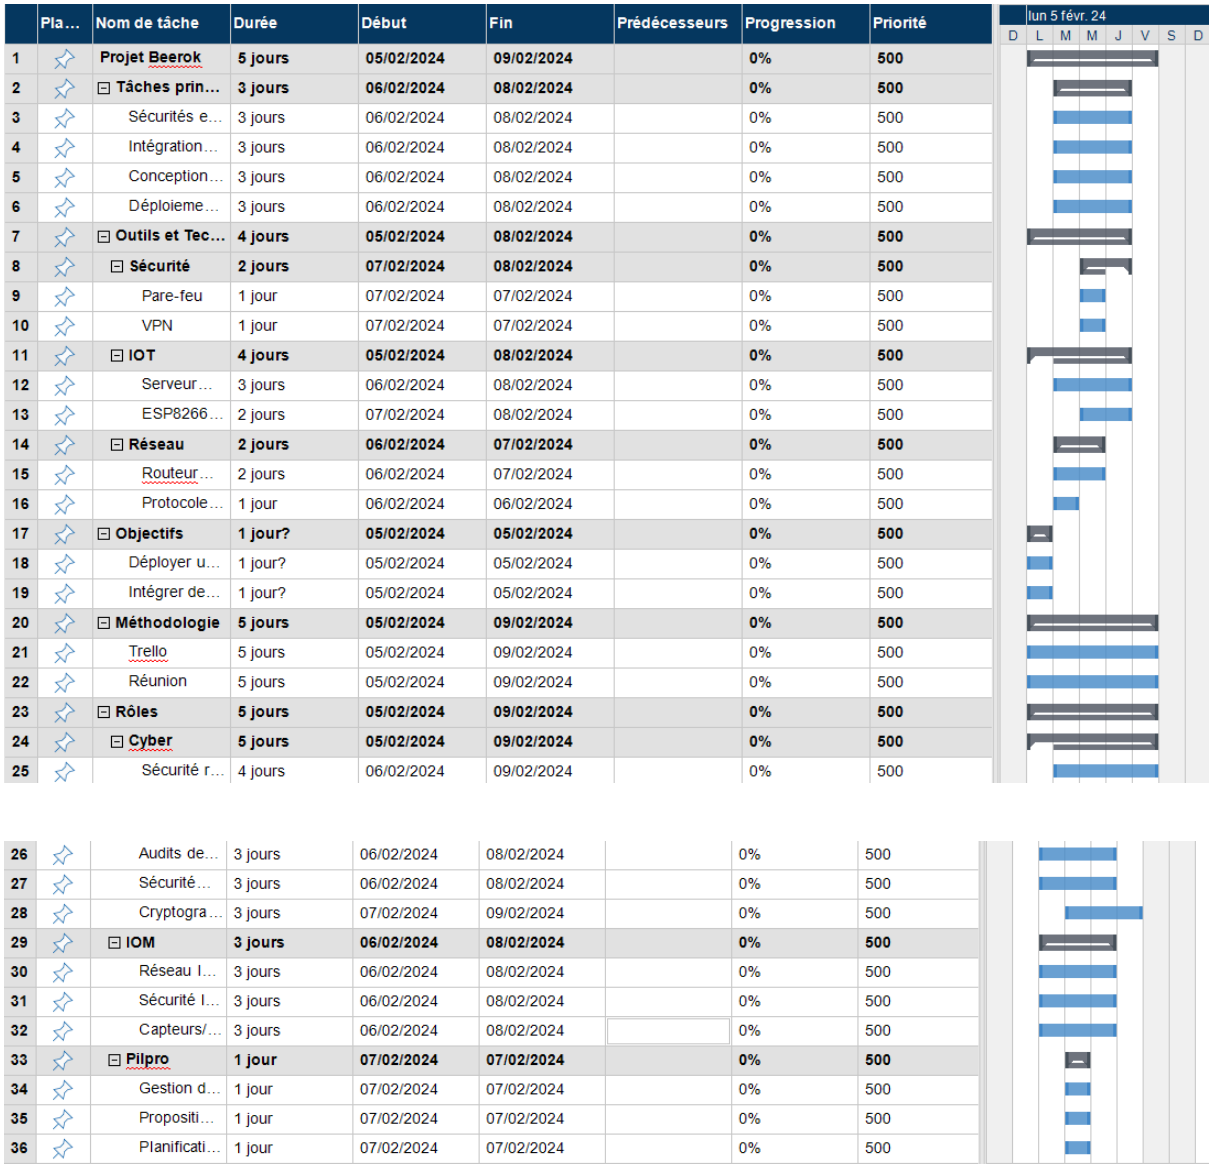 Pla... Nom de tâche Durée Début Fin Prédécesseurs Progression Priorité lun 5 févr. 24
D L M M J V S D
1 Projet Beerok 5 jours 05/02/2024 09/02/2024 0% 500
2 Tâches prin... 3 jours 06/02/2024 08/02/2024 0% 500
3 Sécurités e... 3 jours 06/02/2024 08/02/2024 0% 500
4 Intégration... 3 jours 06/02/2024 08/02/2024 0% 500
5 Conception... 3 jours 06/02/2024 08/02/2024 0% 500
6 Déploieme... 3 jours 06/02/2024 08/02/2024 0% 500
7 Outils et Tec... 4 jours 05/02/2024 08/02/2024 0% 500
8 Sécurité 2 jours 07/02/2024 08/02/2024 0% 500
9 Pare-feu 1 jour 07/02/2024 07/02/2024 0% 500
10 VPN 1 jour 07/02/2024 07/02/2024 0% 500
11 IOT 4 jours 05/02/2024 08/02/2024 0% 500
12 Serveur... 3 jours 06/02/2024 08/02/2024 0% 500
13 ESP8266... 2 jours 07/02/2024 08/02/2024 0% 500
14 Réseau 2 jours 06/02/2024 07/02/2024 0% 500
15 Routeur... 2 jours 06/02/2024 07/02/2024 0% 500
16 Protocole... 1 jour 06/02/2024 06/02/2024 0% 500
17 Objectifs 1 jour? 05/02/2024 05/02/2024 0% 500
18 Déployer u... 1 jour? 05/02/2024 05/02/2024 0% 500
19 Intégrer de... 1 jour? 05/02/2024 05/02/2024 0% 500
20 Méthodologie 5 jours 05/02/2024 09/02/2024 0% 500
21 Trello 5 jours 05/02/2024 09/02/2024 0% 500
22 Réunion 5 jours 05/02/2024 09/02/2024 0% 500
23 Rôles 5 jours 05/02/2024 09/02/2024 0% 500
24 Cyber 5 jours 05/02/2024 09/02/2024 0% 500
25 Sécurité r... 4 jours 06/02/2024 09/02/2024 0% 500
26 Audits de... 3 jours 06/02/2024 08/02/2024 0% 500
27 Sécurité... 3 jours 06/02/2024 08/02/2024 0% 500
28 Cryptogra... 3 jours 07/02/2024 09/02/2024 0% 500
29 IOM 3 jours 06/02/2024 08/02/2024 0% 500
30 Réseau I... 3 jours 06/02/2024 08/02/2024 0% 500
31 Sécurité I... 3 jours 06/02/2024 08/02/2024 0% 500
32 Capteurs/... 3 jours 06/02/2024 08/02/2024 0% 500
33 Pilpro 1 jour 07/02/2024 07/02/2024 0% 500
34 Gestion d... 1 jour 07/02/2024 07/02/2024 0% 500
35 Propositi... 1 jour 07/02/2024 07/02/2024 0% 500
36 Planificati... 1 jour 07/02/2024 07/02/2024 0% 500